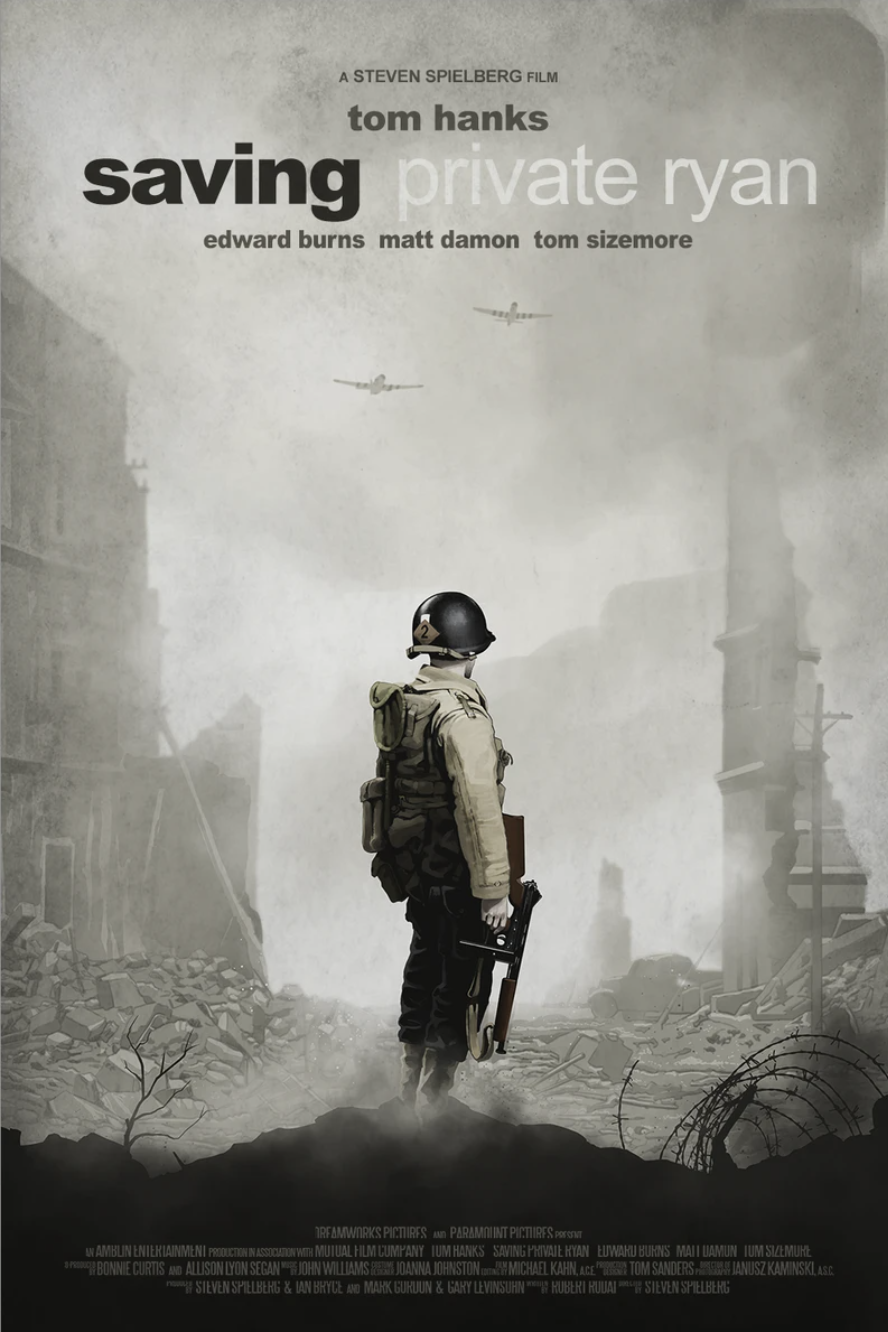 A STEVEN SPIELBERG FILM
tom hanks
saving private ryan
edward burns matt damon tom sizemore
2
DREAMWORKS PICTURES AND PARAMOUNT PICTURES PRESENT
AN AMBLIN ENTERTAINMENT PRODUCTION IN ASSOCIATION WITH MUTUAL FILM COMPANY TOM HANKS SAVING PRIVATE RYAN EDWARD BURNS MATT DAMON TOM SIZEMORE
BONNIE CURTIS AND ALLISON LYON SEGAN JOHN WILLIAMS JOANNA JOHNSTON MICHAEL KAHN, A.C.E. TOM SANDERS JANUSZ KAMINSKI, A.S.C.
STEVEN SPIELBERG & IAN BRYCE AND MARK GORDON & GARY LEVINSOHN ROBERT RODAT STEVEN SPIELBERG